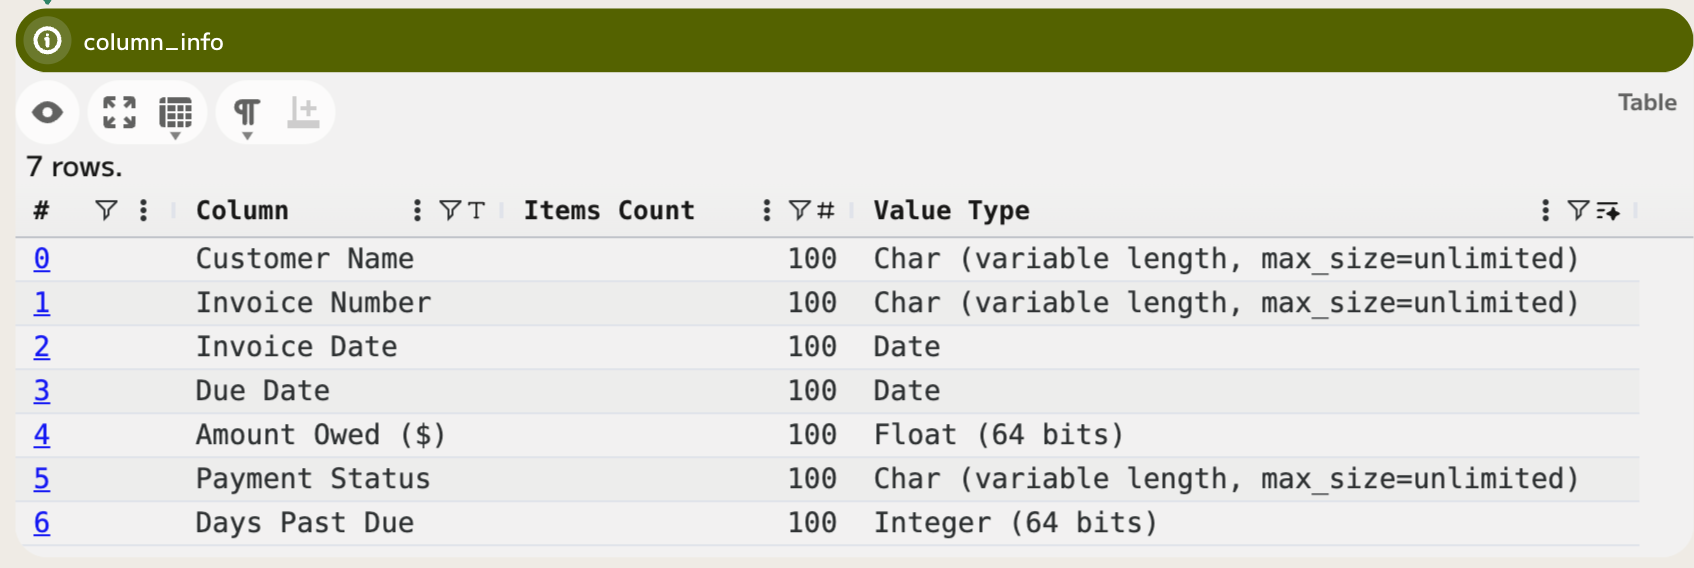 column_info
Table
7 rows.
# Column Items Count # Value Type
0 Customer Name 100 Char (variable length, max_size=unlimited)
1 Invoice Number 100 Char (variable length, max_size=unlimited)
2 Invoice Date 100 Date
3 Due Date 100 Date
4 Amount Owed ($) 100 Float (64 bits)
5 Payment Status 100 Char (variable length, max_size=unlimited)
6 Days Past Due 100 Integer (64 bits)